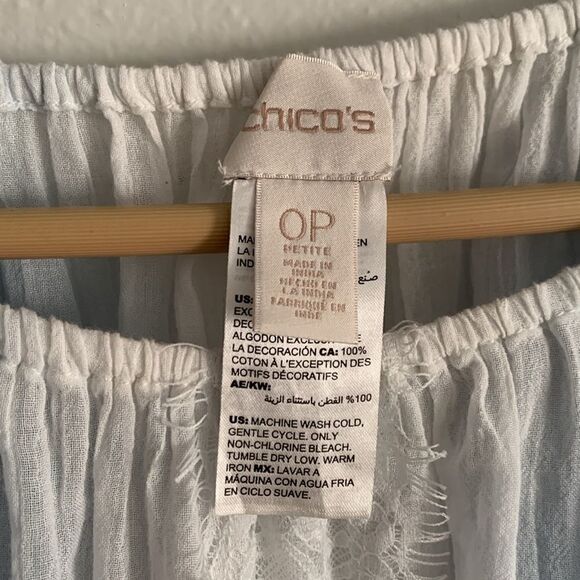 chico's
OP
PETITE
MADE IN
INDIA
HECHO EN
LA INDIA
FABRIQUÉ EN
INDE
EN
US:
ALGODON
LA DECORACIÓN CA: 100%
COTON À L'EXCEPTION DES
MOTIFS DÉCORATIFS
AE/KW:
100% القطن باستثناء الزينة
US: MACHINE WASH COLD,
GENTLE CYCLE. ONLY
NON-CHLORINE BLEACH.
TUMBLE DRY LOW. WARM
IRON MX: LAVAR A
MÁQUINA CON AGUA FRIA
EN CICLO SUAVE.